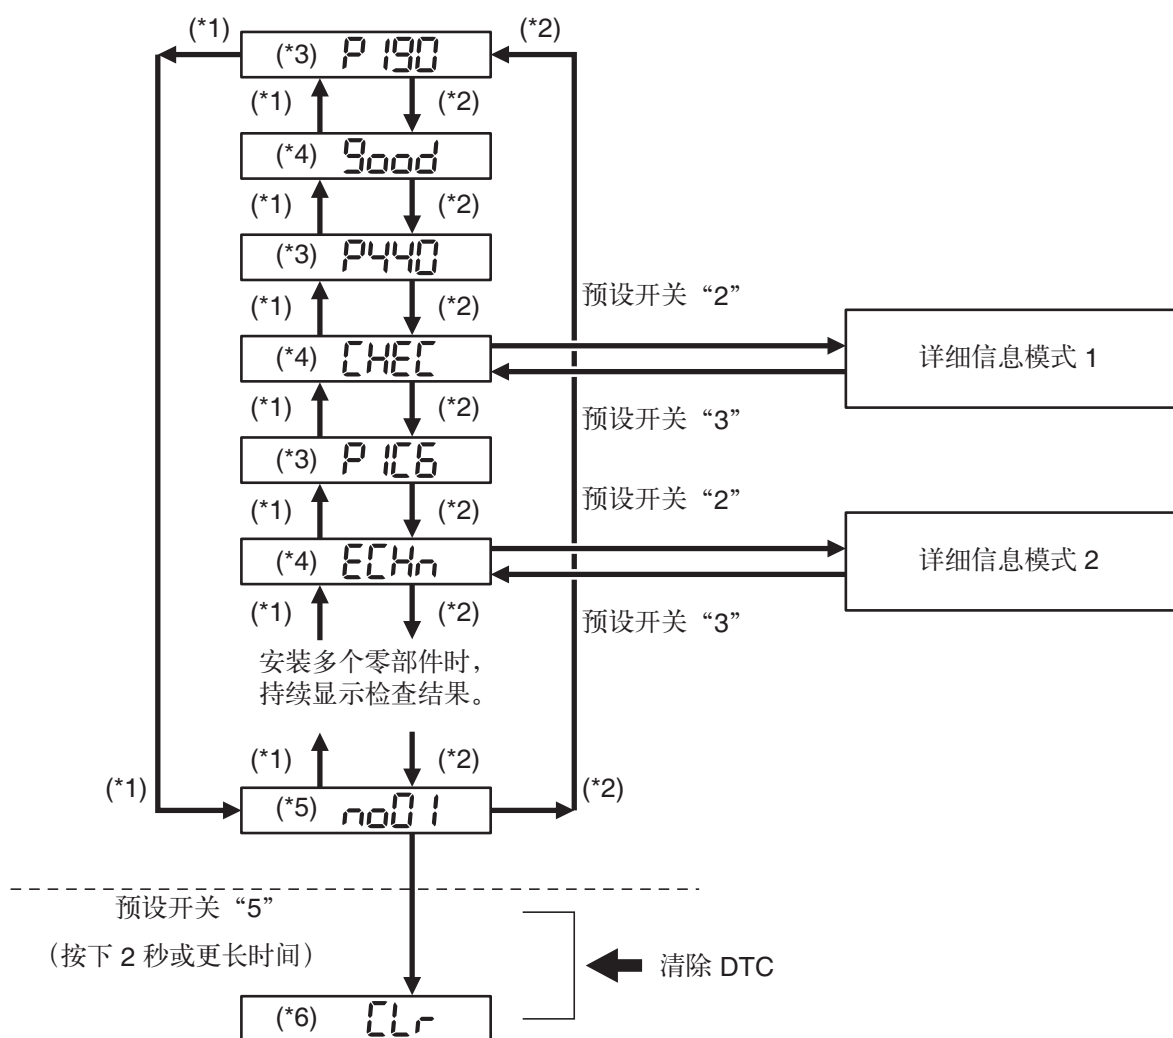 (*1)
(*2)
(*3) P190
(*1) (*2)
(*4) good
(*1) (*2)
(*3) P440
(*1) (*2)
预设开关“2”
(*4) CHEC
详细信息模式 1
(*1) (*2)
预设开关“3”
(*3) P1C6
(*1) (*2)
预设开关“2”
(*4) ECHn
详细信息模式 2
(*1) (*2)
预设开关“3”
安装多个零部件时，
持续显示检查结果。
(*1) (*2)
(*1)
(*2)
(*5) no01
预设开关“5”
（按下 2 秒或更长时间）
清除 DTC
(*6) CLr